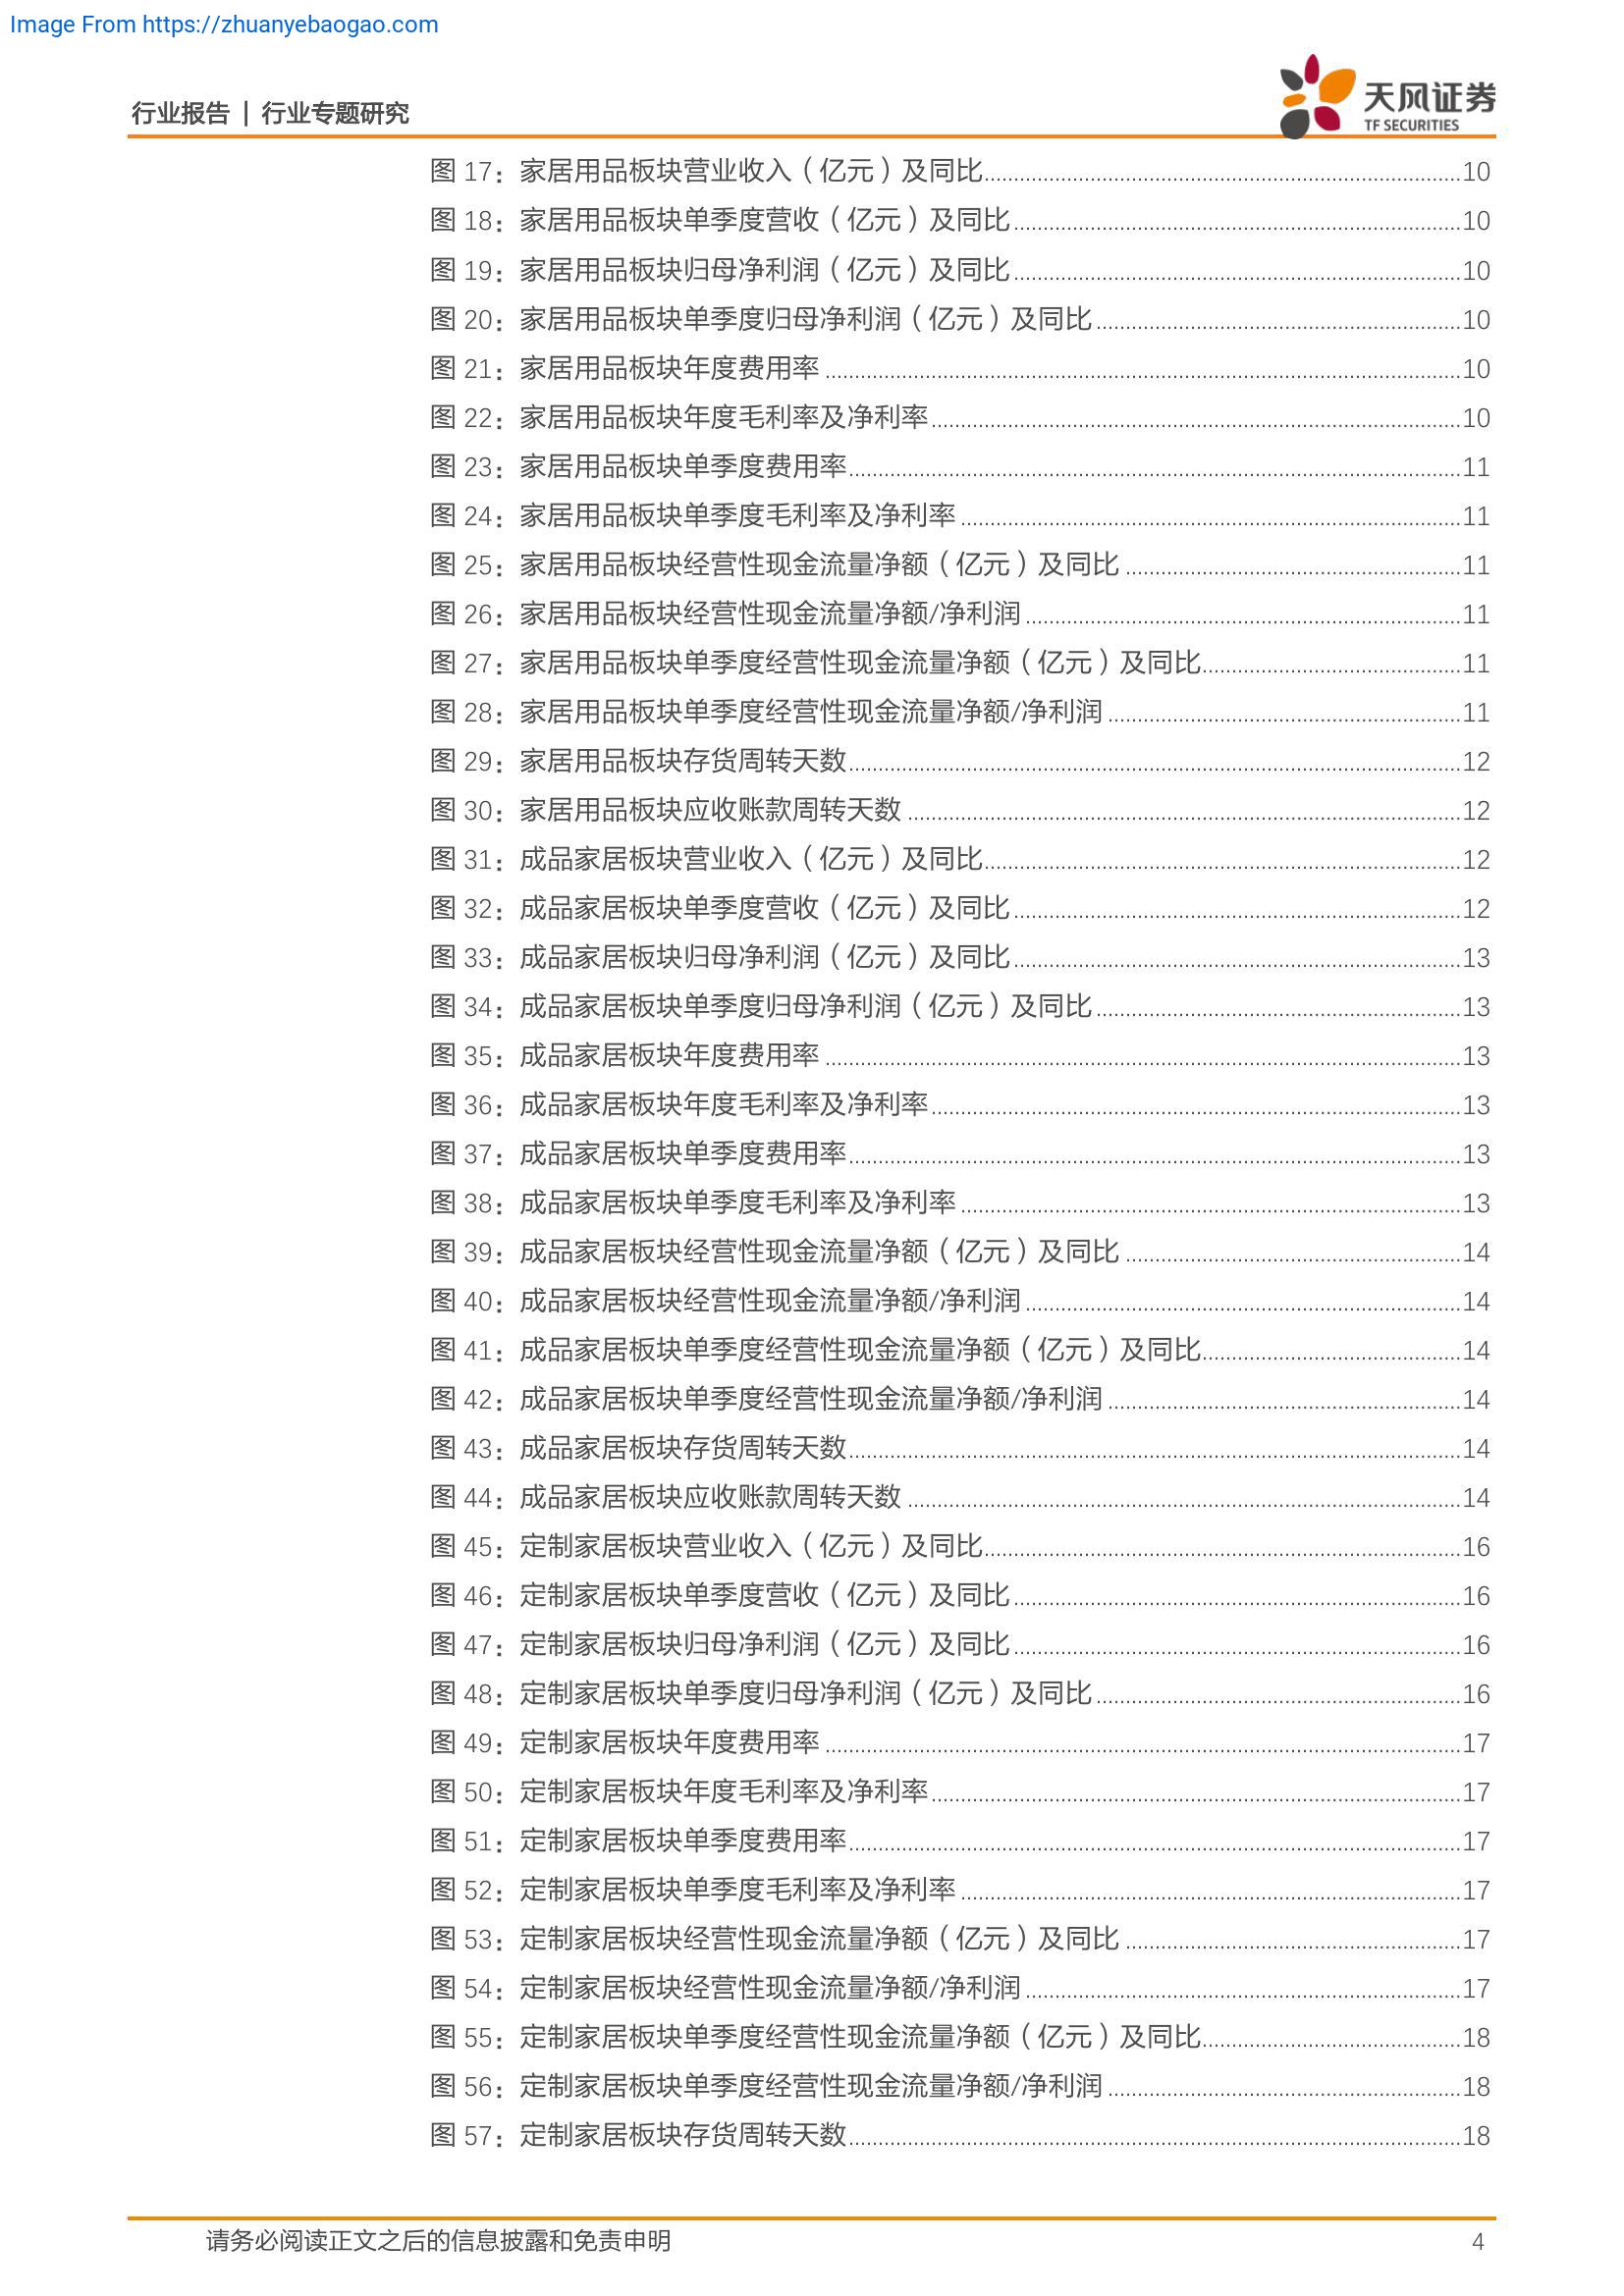 Image From https://zhuanyebaogao.com
行业报告 | 行业专题研究
天风证券
TF SECURITIES
图 17：家居用品板块营业收入（亿元）及同比 10
图 18：家居用品板块单季度营收（亿元）及同比 10
图 19：家居用品板块归母净利润（亿元）及同比 10
图 20：家居用品板块单季度归母净利润（亿元）及同比 10
图 21：家居用品板块年度费用率 10
图 22：家居用品板块年度毛利率及净利率 10
图 23：家居用品板块单季度费用率 11
图 24：家居用品板块单季度毛利率及净利率 11
图 25：家居用品板块经营性现金流量净额（亿元）及同比 11
图 26：家居用品板块经营性现金流量净额/净利润 11
图 27：家居用品板块单季度经营性现金流量净额（亿元）及同比 11
图 28：家居用品板块单季度经营性现金流量净额/净利润 11
图 29：家居用品板块存货周转天数 12
图 30：家居用品板块应收账款周转天数 12
图 31：成品家居板块营业收入（亿元）及同比 12
图 32：成品家居板块单季度营收（亿元）及同比 12
图 33：成品家居板块归母净利润（亿元）及同比 13
图 34：成品家居板块单季度归母净利润（亿元）及同比 13
图 35：成品家居板块年度费用率 13
图 36：成品家居板块年度毛利率及净利率 13
图 37：成品家居板块单季度费用率 13
图 38：成品家居板块单季度毛利率及净利率 13
图 39：成品家居板块经营性现金流量净额（亿元）及同比 14
图 40：成品家居板块经营性现金流量净额/净利润 14
图 41：成品家居板块单季度经营性现金流量净额（亿元）及同比 14
图 42：成品家居板块单季度经营性现金流量净额/净利润 14
图 43：成品家居板块存货周转天数 14
图 44：成品家居板块应收账款周转天数 14
图 45：定制家居板块营业收入（亿元）及同比 16
图 46：定制家居板块单季度营收（亿元）及同比 16
图 47：定制家居板块归母净利润（亿元）及同比 16
图 48：定制家居板块单季度归母净利润（亿元）及同比 16
图 49：定制家居板块年度费用率 17
图 50：定制家居板块年度毛利率及净利率 17
图 51：定制家居板块单季度费用率 17
图 52：定制家居板块单季度毛利率及净利率 17
图 53：定制家居板块经营性现金流量净额（亿元）及同比 17
图 54：定制家居板块经营性现金流量净额/净利润 17
图 55：定制家居板块单季度经营性现金流量净额（亿元）及同比 18
图 56：定制家居板块单季度经营性现金流量净额/净利润 18
图 57：定制家居板块存货周转天数 18
请务必阅读正文之后的信息披露和免责申明 4